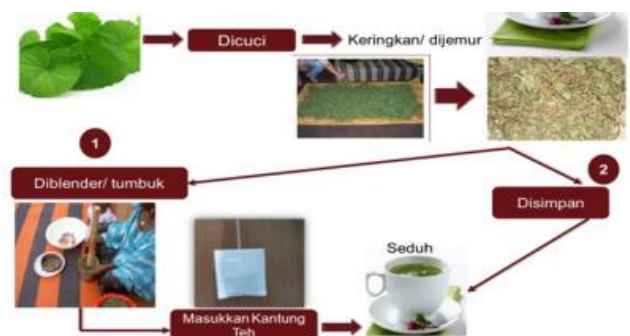 Dicuci
Keringkan/ dijemur
1
2
Diblender/ tumbuk
Disimpan
Seduh
Masukkan Kantung
Teh